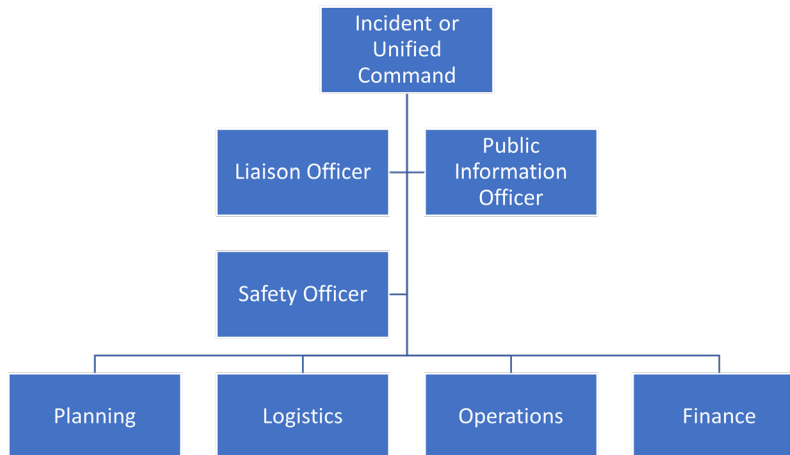 Incident or
Unified
Command
Liaison Officer
Public
Information
Officer
Safety Officer
Planning
Logistics
Operations
Finance